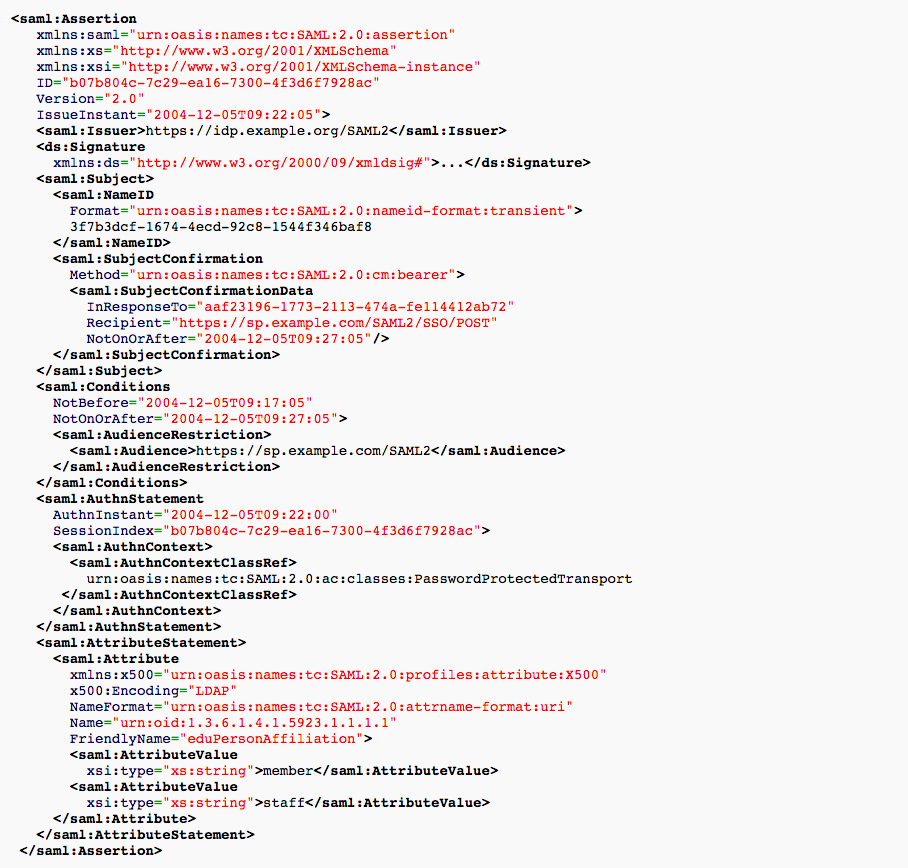 <saml:Assertion
xmlns:saml="urn:oasis:names:tc:SAML:2.0:assertion"
xmlns:xs="http://www.w3.org/2001/XMLSchema"
xmlns:xsi="http://www.w3.org/2001/XMLSchema-instance"
ID="b07b804c-7c29-ea16-7300-4f3d6f7928ac"
Version="2.0"
IssueInstant="2004-12-05T09:22:05">
<saml:Issuer>https://idp.example.org/SAML2</saml:Issuer>
<ds:Signature
xmlns:ds="http://www.w3.org/2000/09/xmldsig#">...</ds:Signature>
<saml:Subject>
<saml:NameID
Format="urn:oasis:names:tc:SAML:2.0:nameid-format:transient">
3f7b3dcf-1674-4ecd-92c8-1544f346baf8
</saml:NameID>
<saml:SubjectConfirmation
Method="urn:oasis:names:tc:SAML:2.0:cm:bearer">
<saml:SubjectConfirmationData
InResponseTo="aaf23196-1773-2113-474a-fe114412ab72"
Recipient="https://sp.example.com/SAML2/SSO/POST"
NotOnOrAfter="2004-12-05T09:27:05"/>
</saml:SubjectConfirmation>
</saml:Subject>
<saml:Conditions
NotBefore="2004-12-05T09:17:05"
NotOnOrAfter="2004-12-05T09:27:05">
<saml:AudienceRestriction>
<saml:Audience>https://sp.example.com/SAML2</saml:Audience>
</saml:AudienceRestriction>
</saml:Conditions>
<saml:AuthnStatement
AuthnInstant="2004-12-05T09:22:00"
SessionIndex="b07b804c-7c29-ea16-7300-4f3d6f7928ac">
<saml:AuthnContext>
<saml:AuthnContextClassRef>
urn:oasis:names:tc:SAML:2.0:ac:classes:PasswordProtectedTransport
</saml:AuthnContextClassRef>
</saml:AuthnContext>
</saml:AuthnStatement>
<saml:AttributeStatement>
<saml:Attribute
xmlns:x500="urn:oasis:names:tc:SAML:2.0:profiles:attribute:X500"
x500:Encoding="LDAP"
NameFormat="urn:oasis:names:tc:SAML:2.0:attrname-format:uri"
Name="urn:oid:1.3.6.1.4.1.5923.1.1.1.1"
FriendlyName="eduPersonAffiliation">
<saml:AttributeValue
xsi:type="xs:string">member</saml:AttributeValue>
<saml:AttributeValue
xsi:type="xs:string">staff</saml:AttributeValue>
</saml:Attribute>
</saml:AttributeStatement>
</saml:Assertion>